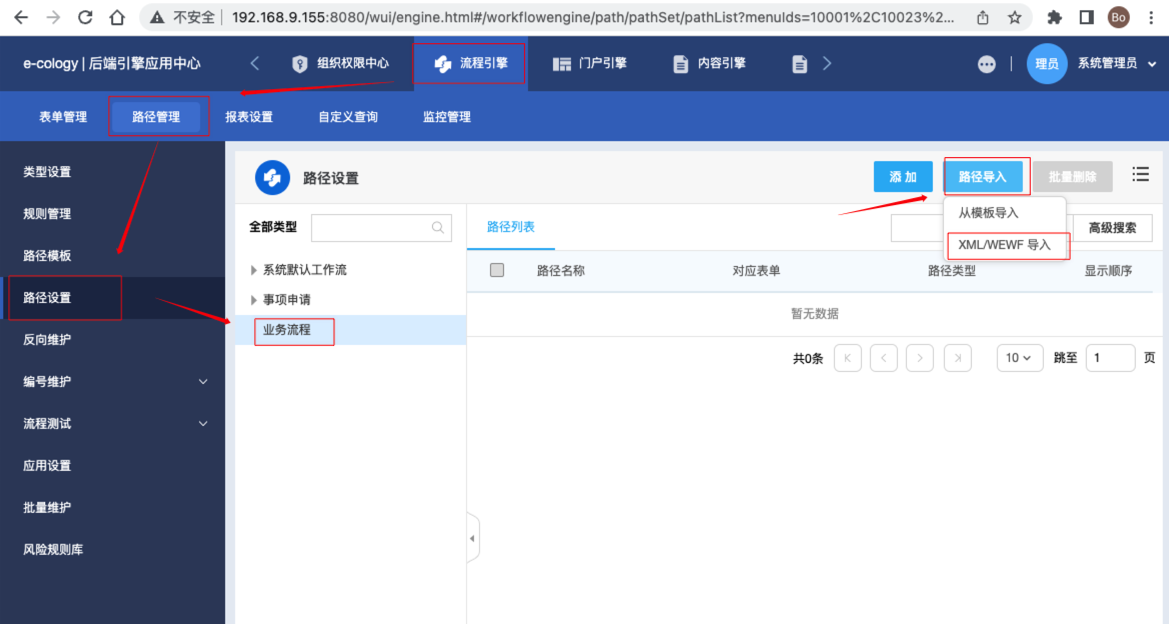 不安全 192.168.9.155:8080/wui/engine.html#/workflowengine/path/pathSet/pathList?menuIds=10001%2C10023%2... Bo
e-cology | 后端引擎应用中心 组织权限中心 流程引擎 门户引擎 内容引擎 理员 系统管理员
表单管理 路径管理 报表设置 自定义查询 监控管理
类型设置
规则管理
路径模板
路径设置
反向维护
编号维护
流程测试
应用设置
批量维护
风险规则库
路径设置 添加 路径导入 批量删除
从模板导入
XML/WEWF 导入
全部类型
系统默认工作流
事项申请
业务流程
路径列表 高级搜索
路径名称 对应表单 路径类型 显示顺序
暂无数据
共0条 10 跳至 1 页